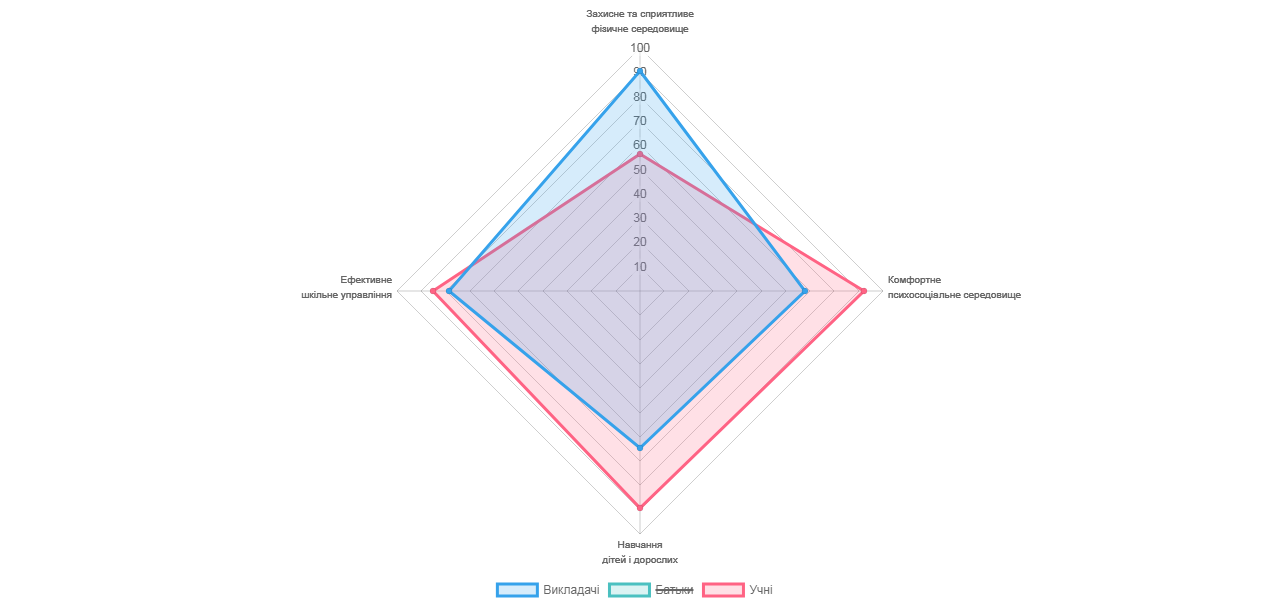 Захисне та сприятливе
фізичне середовище
100
90
80
70
60
50
40
30
20
10
Ефективне
шкільне управління
Комфортне
психосоціальне середовище
Навчання
дітей і дорослих
Викладачі Батьки Учні